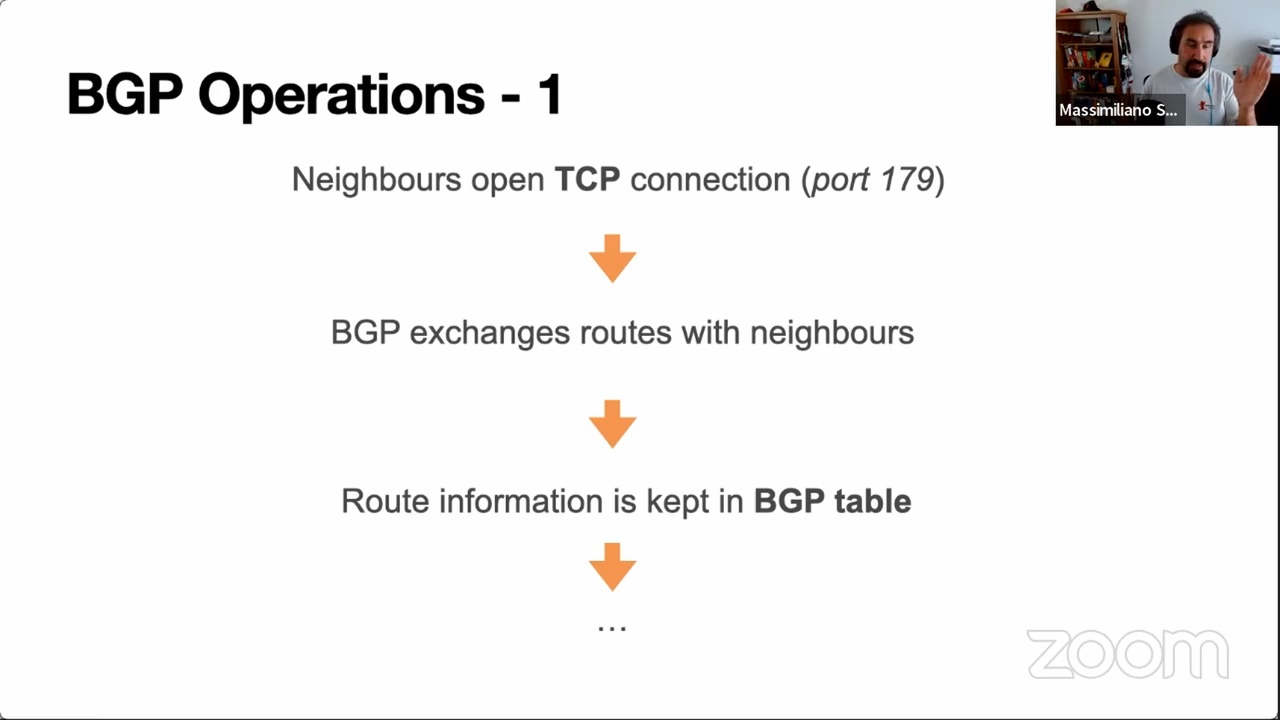 BGP Operations - 1
Massimiliano S...
Neighbours open TCP connection (port 179)
BGP exchanges routes with neighbours
Route information is kept in BGP table
...
zoom